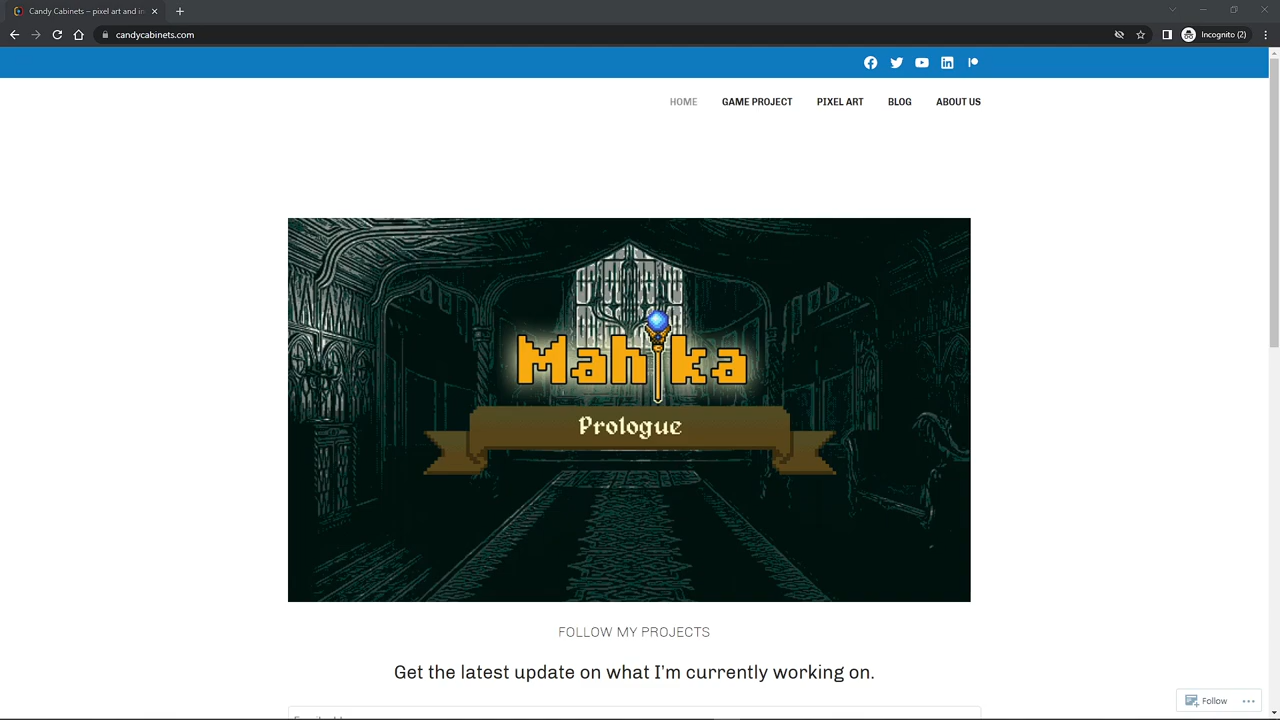 Candy Cabinets – pixel art and in
candycabinets.com
Incognito (2)
HOME
GAME PROJECT
PIXEL ART
BLOG
ABOUT US
Mahika
Prologue
FOLLOW MY PROJECTS
Get the latest update on what I'm currently working on.
Follow